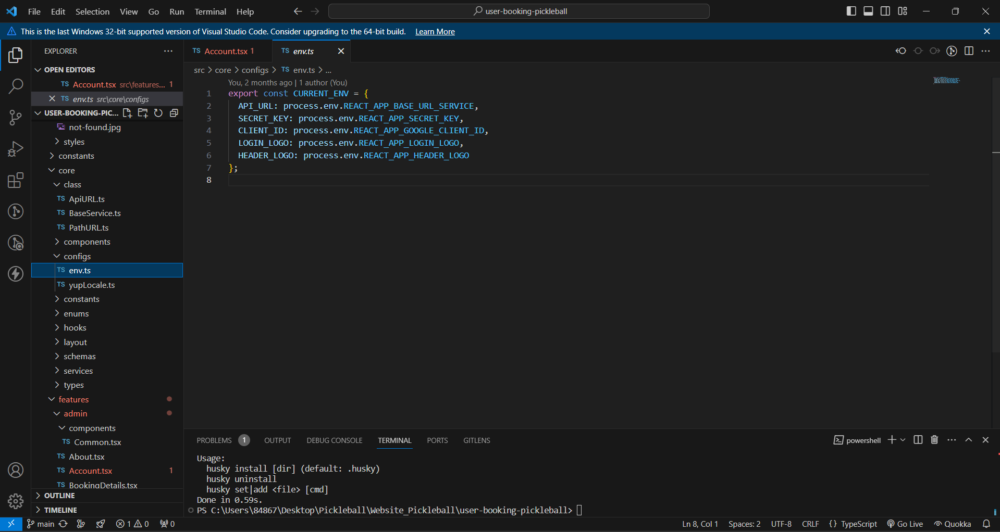 File Edit Selection View Go Run Terminal Help
user-booking-pickleball
This is the last Windows 32-bit supported version of Visual Studio Code. Consider upgrading to the 64-bit build. Learn More
EXPLORER
OPEN EDITORS
TS Account.tsx src\features... 1
TS env.ts src\core\configs
USER-BOOKING-PIC...
not-found.jpg
styles
constants
core
class
TS ApiURL.ts
TS BaseService.ts
TS PathURL.ts
components
configs
TS env.ts
TS yupLocale.ts
constants
enums
hooks
layout
schemas
services
types
features
admin
components
TS Common.tsx
TS About.tsx
TS Account.tsx 1
TS BookingDetails.tsx
OUTLINE
TIMELINE
TS Account.tsx 1
TS env.ts
src > core > configs > TS env.ts > ...
You, 2 months ago | 1 author (You)
1 export const CURRENT_ENV = {
2 API_URL: process.env.REACT_APP_BASE_URL_SERVICE,
3 SECRET_KEY: process.env.REACT_APP_SECRET_KEY,
4 CLIENT_ID: process.env.REACT_APP_GOOGLE_CLIENT_ID,
5 LOGIN_LOGO: process.env.REACT_APP_LOGIN_LOGO,
6 HEADER_LOGO: process.env.REACT_APP_HEADER_LOGO
7 };
8
PROBLEMS 1 OUTPUT DEBUG CONSOLE TERMINAL PORTS GITLENS
powershell
Usage:
husky install [dir] (default: .husky)
husky uninstall
husky set|add <file> [cmd]
Done in 0.59s.
PS C:\Users\84867\Desktop\Pickleball\Website_Pickleball\user-booking-pickleball>
main 1 0 0
Ln 8, Col 1 Spaces: 2 UTF-8 CRLF {} TypeScript Go Live Quokka